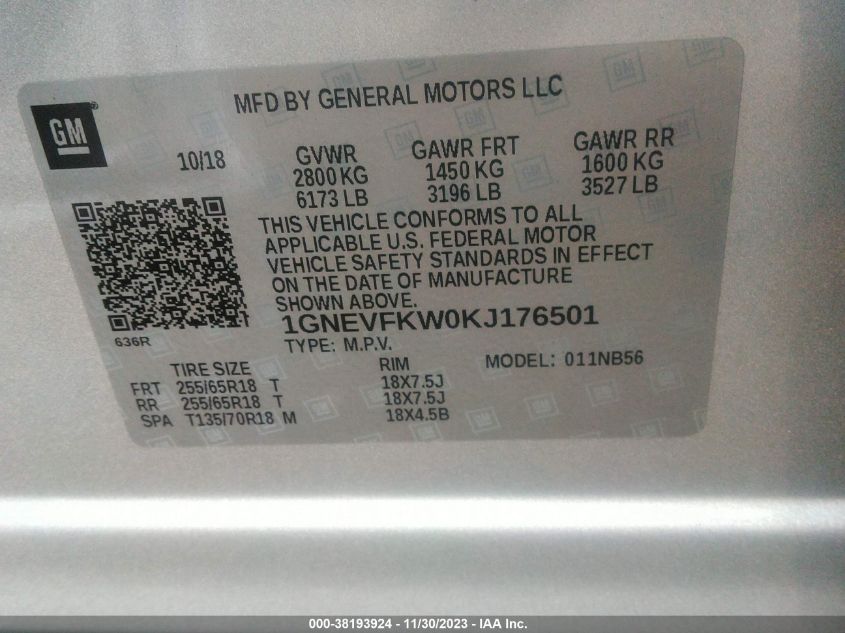 MFD BY GENERAL MOTORS LLC
GM
10/18
GVWR GAWR FRT GAWR RR
2800 KG 1450 KG 1600 KG
6173 LB 3196 LB 3527 LB
THIS VEHICLE CONFORMS TO ALL
APPLICABLE U.S. FEDERAL MOTOR
VEHICLE SAFETY STANDARDS IN EFFECT
ON THE DATE OF MANUFACTURE
SHOWN ABOVE.
1GNEVFKW0KJ176501
636R
TYPE: M.P.V. MODEL: 011NB56
TIRE SIZE RIM
FRT 255/65R18 T 18X7.5J
RR 255/65R18 T 18X7.5J
SPA T135/70R18 M 18X4.5B
000-38193924 - 11/30/2023 - IAA Inc.